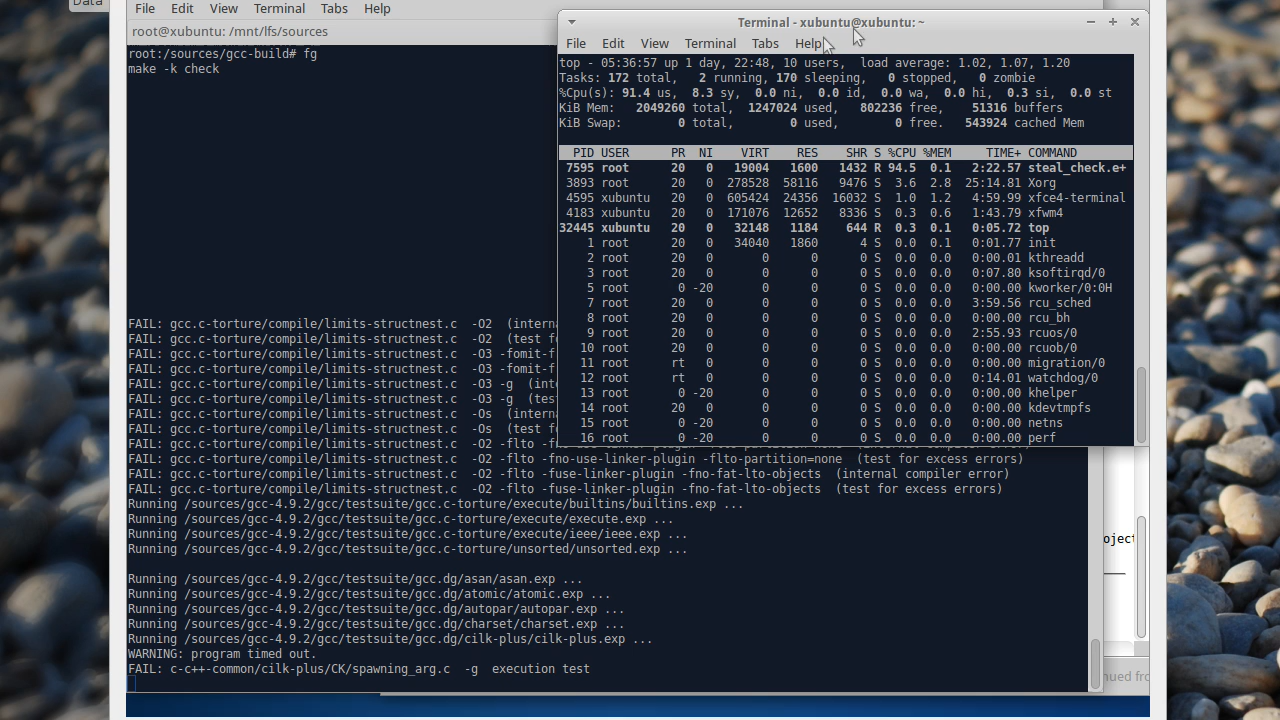 Data
File Edit View Terminal Tabs Help
root@xubuntu: /mnt/lfs/sources
root:/sources/gcc-build# fg
make -k check
FAIL: gcc.c-torture/compile/limits-structnest.c  -O2  (interna
FAIL: gcc.c-torture/compile/limits-structnest.c  -O2  (test fo
FAIL: gcc.c-torture/compile/limits-structnest.c  -O3 -fomit-f
FAIL: gcc.c-torture/compile/limits-structnest.c  -O3 -fomit-f
FAIL: gcc.c-torture/compile/limits-structnest.c  -O3 -g  (inte
FAIL: gcc.c-torture/compile/limits-structnest.c  -O3 -g  (test
FAIL: gcc.c-torture/compile/limits-structnest.c  -Os  (interna
FAIL: gcc.c-torture/compile/limits-structnest.c  -Os  (test fo
FAIL: gcc.c-torture/compile/limits-structnest.c  -O2 -flto
FAIL: gcc.c-torture/compile/limits-structnest.c  -O2 -flto -fno-use-linker-plugin -flto-partition=none  (test for excess errors)
FAIL: gcc.c-torture/compile/limits-structnest.c  -O2 -flto -fuse-linker-plugin -fno-fat-lto-objects  (internal compiler error)
FAIL: gcc.c-torture/compile/limits-structnest.c  -O2 -flto -fuse-linker-plugin -fno-fat-lto-objects  (test for excess errors)
Running /sources/gcc-4.9.2/gcc/testsuite/gcc.c-torture/execute/builtins/builtins.exp ...
Running /sources/gcc-4.9.2/gcc/testsuite/gcc.c-torture/execute/execute.exp ...
Running /sources/gcc-4.9.2/gcc/testsuite/gcc.c-torture/execute/ieee/ieee.exp ...
Running /sources/gcc-4.9.2/gcc/testsuite/gcc.c-torture/unsorted/unsorted.exp ...
Running /sources/gcc-4.9.2/gcc/testsuite/gcc.dg/asan/asan.exp ...
Running /sources/gcc-4.9.2/gcc/testsuite/gcc.dg/atomic/atomic.exp ...
Running /sources/gcc-4.9.2/gcc/testsuite/gcc.dg/autopar/autopar.exp ...
Running /sources/gcc-4.9.2/gcc/testsuite/gcc.dg/charset/charset.exp ...
Running /sources/gcc-4.9.2/gcc/testsuite/gcc.dg/cilk-plus/cilk-plus.exp ...
WARNING: program timed out.
FAIL: c-c++-common/cilk-plus/CK/spawning_arg.c  -g  execution test
Terminal - xubuntu@xubuntu: ~
File Edit View Terminal Tabs Help
top - 05:36:57 up 1 day, 22:48, 10 users,  load average: 1.02, 1.07, 1.20
Tasks: 172 total,   2 running, 170 sleeping,   0 stopped,   0 zombie
%Cpu(s): 91.4 us,  8.3 sy,  0.0 ni,  0.0 id,  0.0 wa,  0.0 hi,  0.3 si,  0.0 st
KiB Mem:   2049260 total,  1247024 used,   802236 free,    51316 buffers
KiB Swap:        0 total,        0 used,        0 free.   543924 cached Mem
PID USER      PR  NI    VIRT    RES    SHR S %CPU %MEM     TIME+ COMMAND
7595 root      20   0   19004   1600   1432 R 94.5  0.1   2:22.57 steal_check.e+
3893 root      20   0  278528  58116   9476 S  3.6  2.8  25:14.81 Xorg
4595 xubuntu   20   0  605424  24356  16032 S  1.0  1.2   4:59.99 xfce4-terminal
4183 xubuntu   20   0  171076  12652   8336 S  0.3  0.6   1:43.79 xfwm4
32445 xubuntu   20   0   32148   1184    644 R  0.3  0.1   0:05.72 top
1 root      20   0   34040   1860      4 S  0.0  0.1   0:01.77 init
2 root      20   0       0      0      0 S  0.0  0.0   0:00.01 kthreadd
3 root      20   0       0      0      0 S  0.0  0.0   0:07.80 ksoftirqd/0
5 root       0 -20       0      0      0 S  0.0  0.0   0:00.00 kworker/0:0H
7 root      20   0       0      0      0 S  0.0  0.0   3:59.56 rcu_sched
8 root      20   0       0      0      0 S  0.0  0.0   0:00.00 rcu_bh
9 root      20   0       0      0      0 S  0.0  0.0   2:55.93 rcuos/0
10 root      20   0       0      0      0 S  0.0  0.0   0:00.00 rcuob/0
11 root      rt   0       0      0      0 S  0.0  0.0   0:00.00 migration/0
12 root      rt   0       0      0      0 S  0.0  0.0   0:14.01 watchdog/0
13 root       0 -20       0      0      0 S  0.0  0.0   0:00.00 khelper
14 root      20   0       0      0      0 S  0.0  0.0   0:00.00 kdevtmpfs
15 root       0 -20       0      0      0 S  0.0  0.0   0:00.00 netns
16 root       0 -20       0      0      0 S  0.0  0.0   0:00.00 perf
oject
nued fro